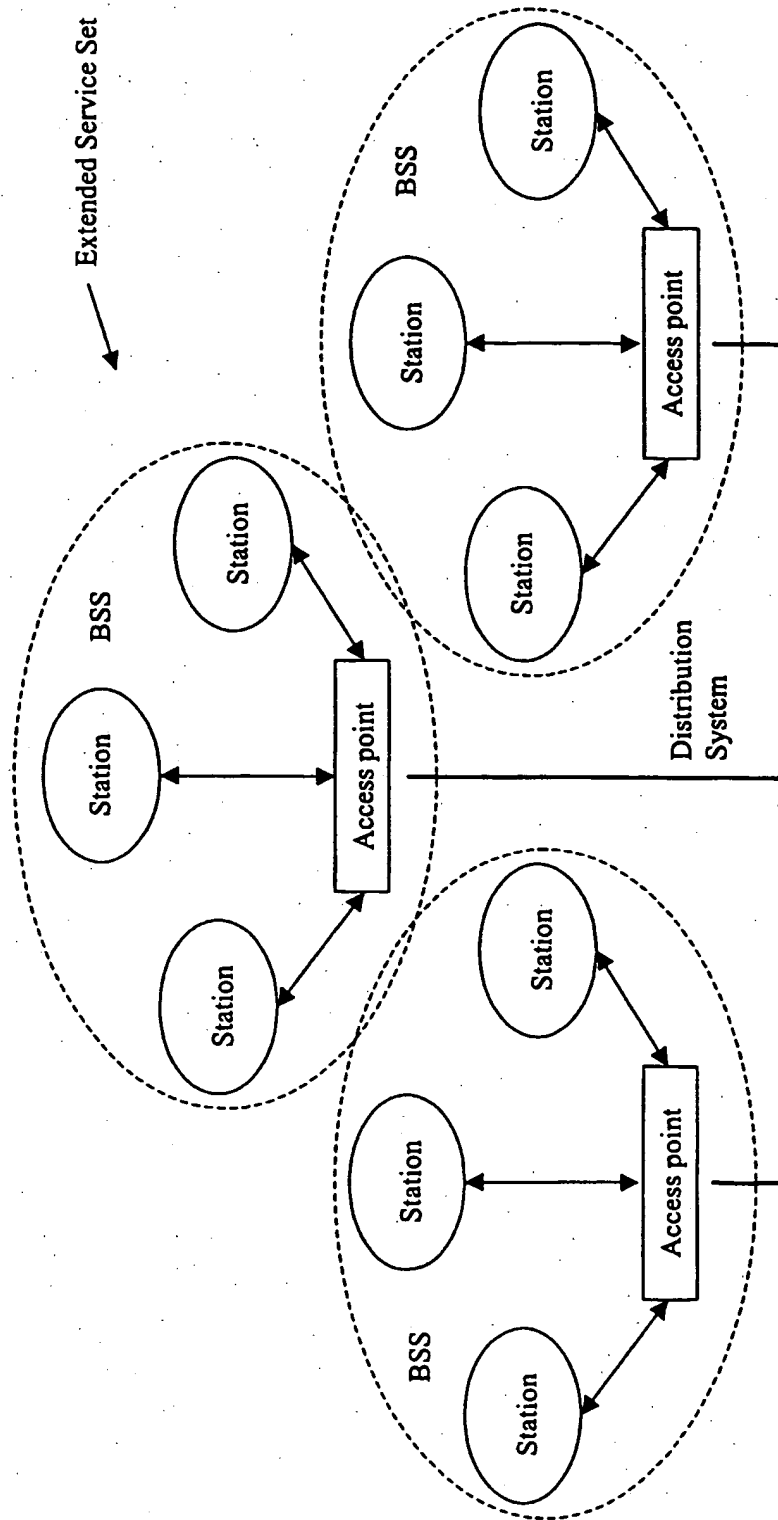 Extended Service Set
BSS
Station
Station
Station
Access point
BSS
Station
Station
Station
Access point
BSS
Station
Station
Station
Access point
Distribution
System